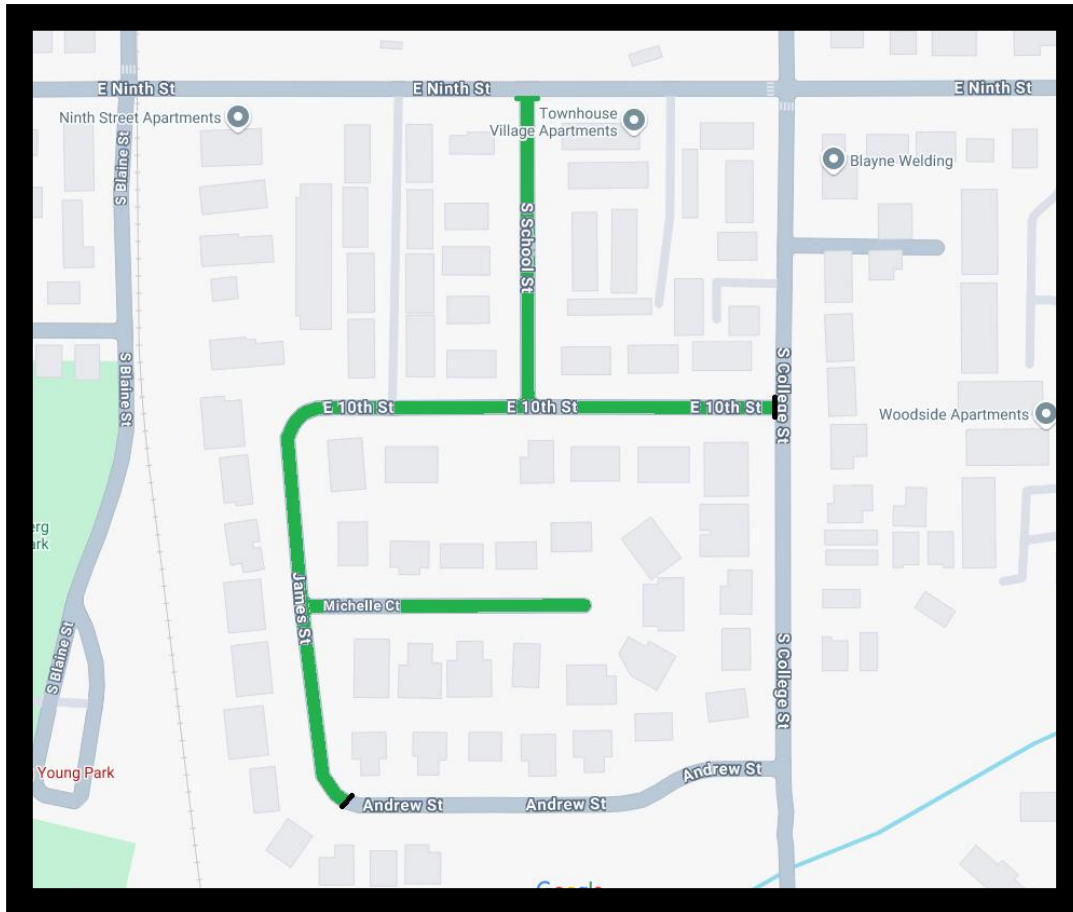 E Ninth St
E Ninth St
E Ninth St
Ninth Street Apartments
Townhouse
Village Apartments
S Blaine St
Blayne Welding
S School St
S Blaine St
S College St
E 10th St
E 10th St
E 10th St
Woodside Apartments
erg
ark
James St
Michelle Ct
S Blaine St
S College St
Young Park
Andrew St
Andrew St
Andrew St
Google